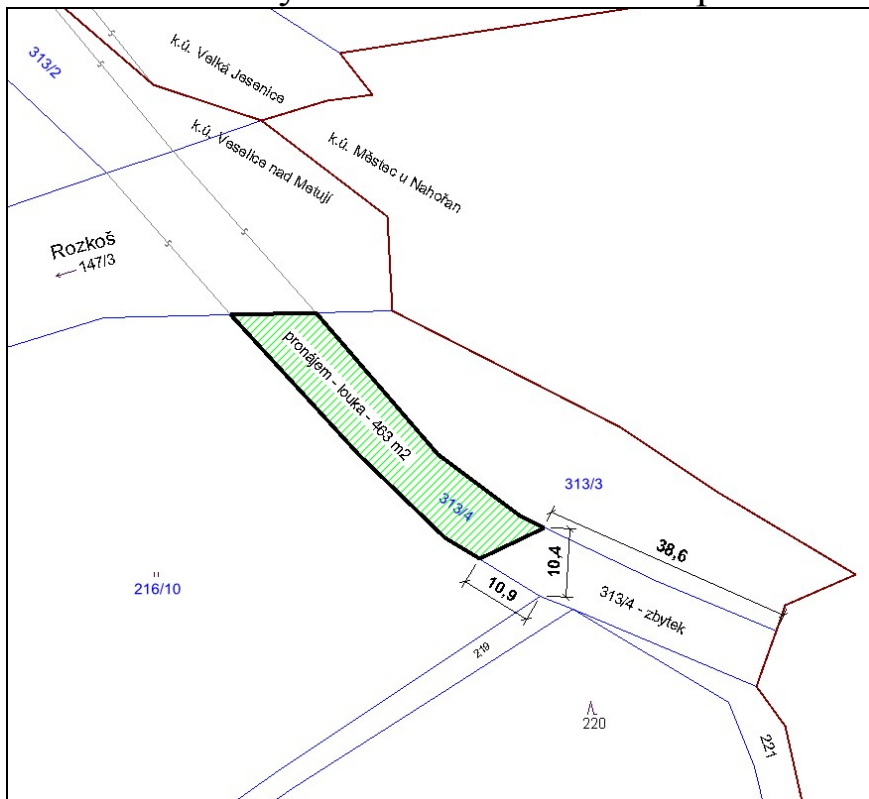 313/2
k.ú. Velká Jesenice
k.ú. Veselice nad Metují
k.ú. Městec u Nahořan
Rozkoš
147/3
pronájem - louka - 463 m2
313/4
313/3
38,6
10,4
10,9
313/4 - zbytek
216/10
219
220
221